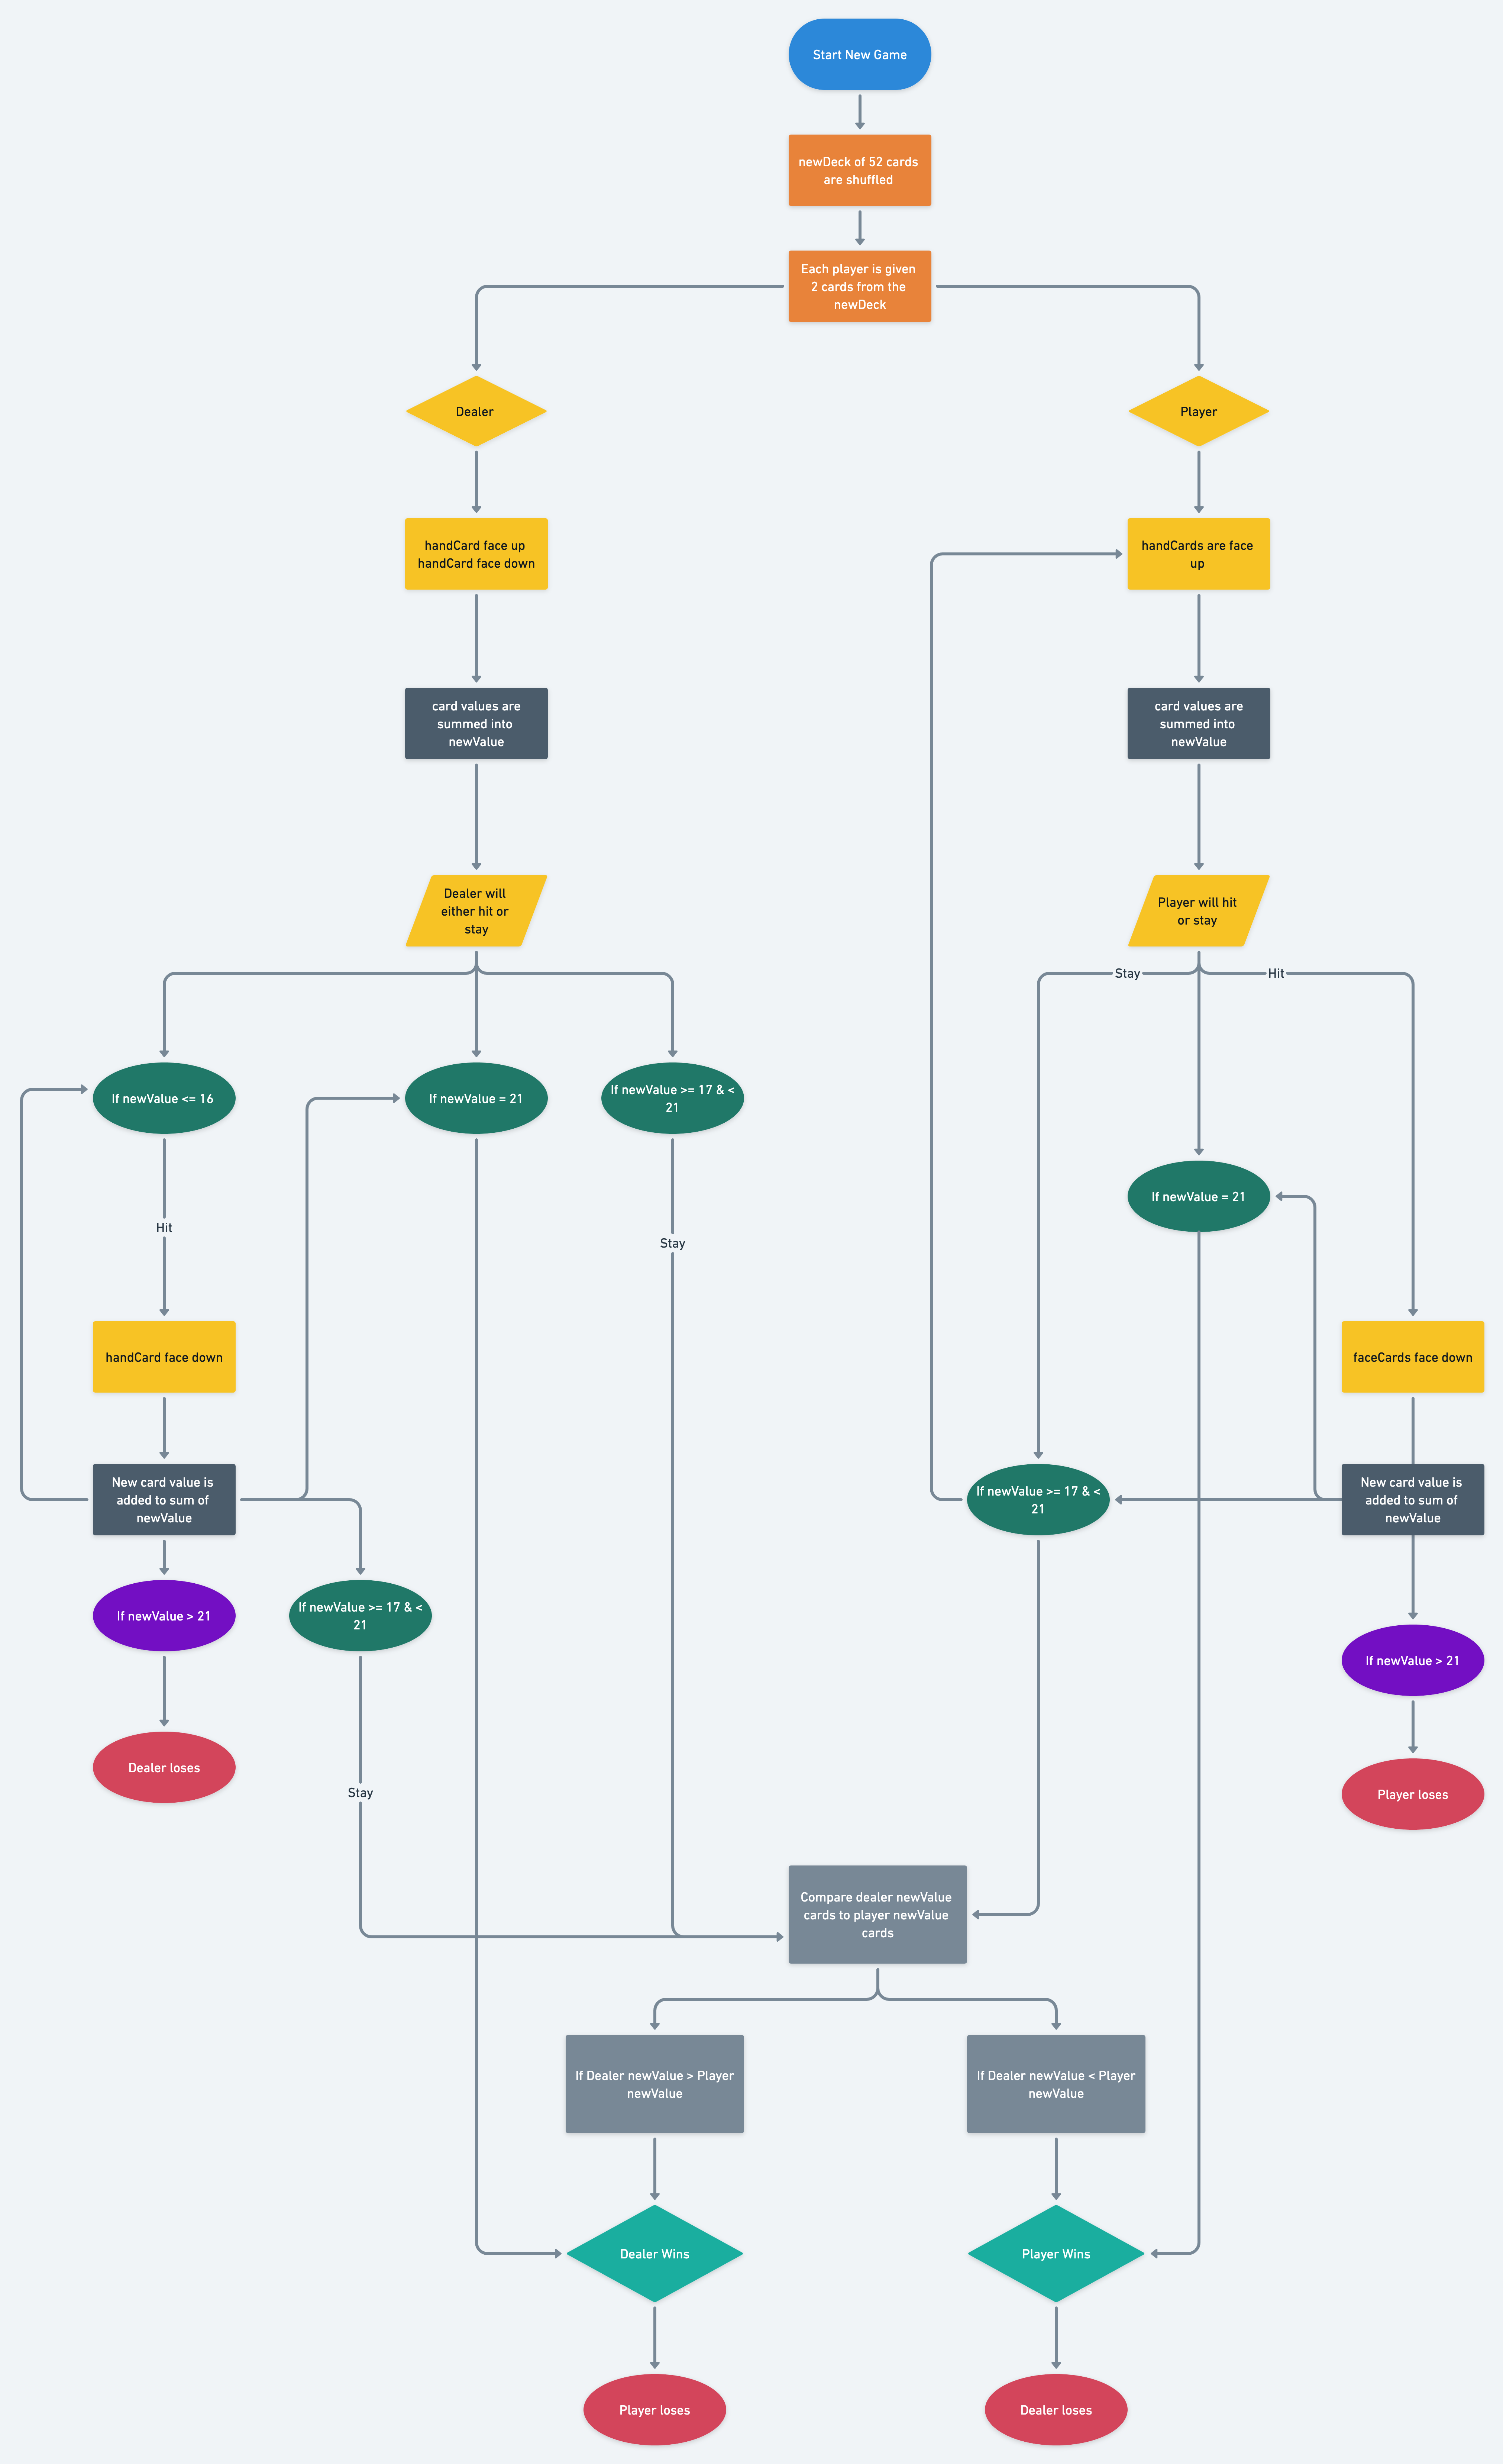 Start New Game
newDeck of 52 cards
are shuffled
Each player is given
2 cards from the
newDeck
Dealer
Player
handCard face up
handCard face down
handCards are face
up
card values are
summed into
newValue
card values are
summed into
newValue
Dealer will
either hit or
stay
Player will hit
or stay
Stay
Hit
If newValue <= 16
If newValue = 21
If newValue >= 17 & <
21
If newValue = 21
Hit
Stay
handCard face down
faceCards face down
New card value is
added to sum of
newValue
If newValue >= 17 & <
21
New card value is
added to sum of
newValue
If newValue > 21
If newValue >= 17 & <
21
If newValue > 21
Dealer loses
Stay
Player loses
Compare dealer newValue
cards to player newValue
cards
If Dealer newValue > Player
newValue
If Dealer newValue < Player
newValue
Dealer Wins
Player Wins
Player loses
Dealer loses